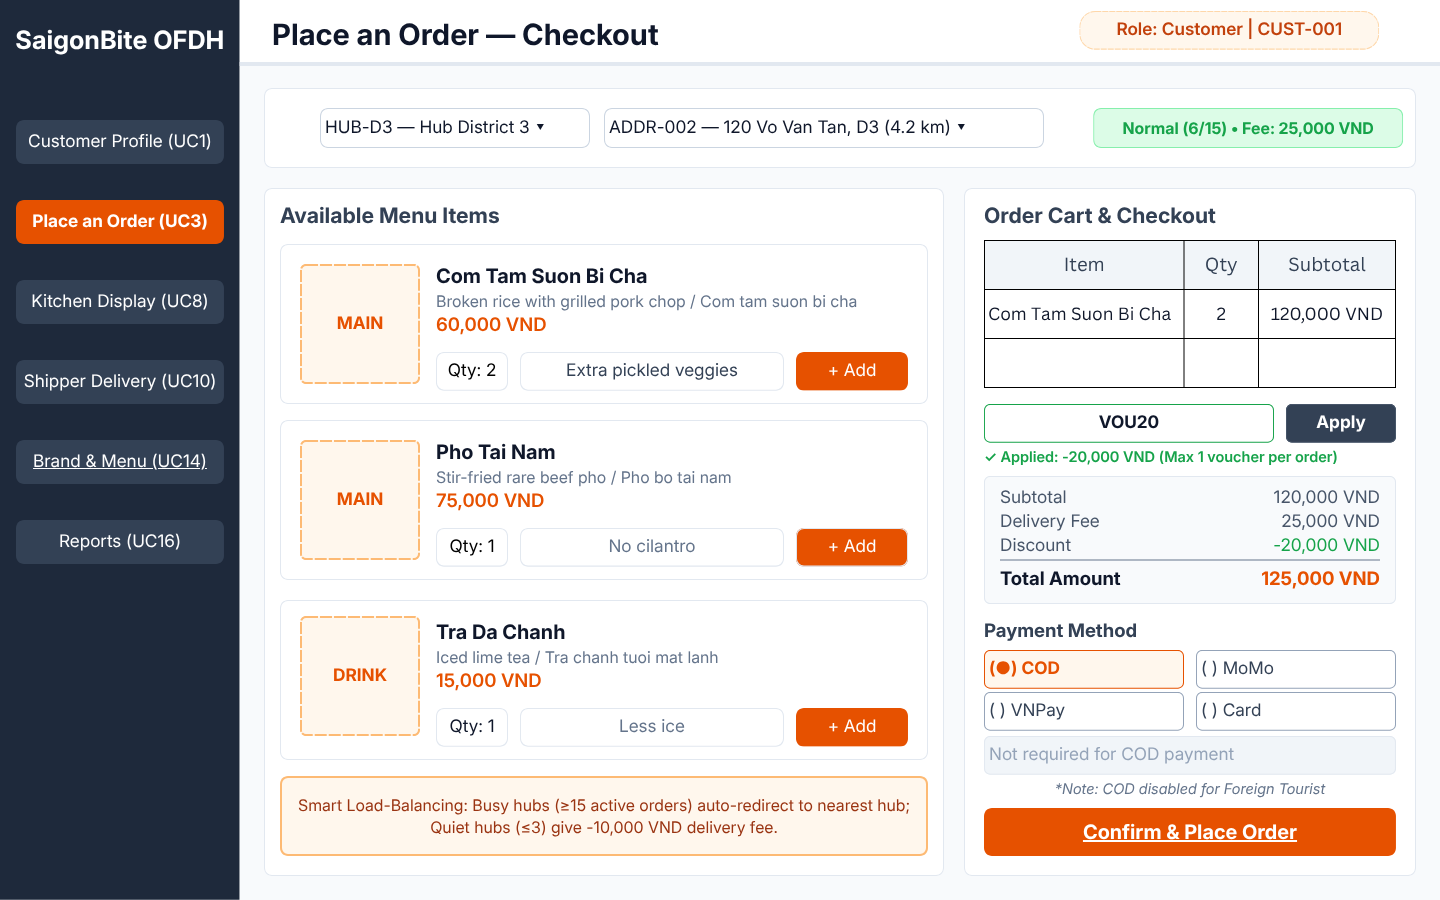 SaigonBite OFDH
Customer Profile (UC1)
Place an Order (UC3)
Kitchen Display (UC8)
Shipper Delivery (UC10)
Brand & Menu (UC14)
Reports (UC16)
Place an Order — Checkout
Role: Customer | CUST-001
HUB-D3 — Hub District 3 ▾
ADDR-002 — 120 Vo Van Tan, D3 (4.2 km) ▾
Normal (6/15) • Fee: 25,000 VND
Available Menu Items
MAIN
Com Tam Suon Bi Cha
Broken rice with grilled pork chop / Com tam suon bi cha
60,000 VND
Qty: 2
Extra pickled veggies
+ Add
MAIN
Pho Tai Nam
Stir-fried rare beef pho / Pho bo tai nam
75,000 VND
Qty: 1
No cilantro
+ Add
DRINK
Tra Da Chanh
Iced lime tea / Tra chanh tuoi mat lanh
15,000 VND
Qty: 1
Less ice
+ Add
Smart Load-Balancing: Busy hubs (≥15 active orders) auto-redirect to nearest hub;
Quiet hubs (≤3) give -10,000 VND delivery fee.
Order Cart & Checkout
Item Qty Subtotal
Com Tam Suon Bi Cha 2 120,000 VND
VOU20
Apply
✓ Applied: -20,000 VND (Max 1 voucher per order)
Subtotal 120,000 VND
Delivery Fee 25,000 VND
Discount -20,000 VND
Total Amount 125,000 VND
Payment Method
(●) COD
( ) MoMo
( ) VNPay
( ) Card
Not required for COD payment
*Note: COD disabled for Foreign Tourist
Confirm & Place Order